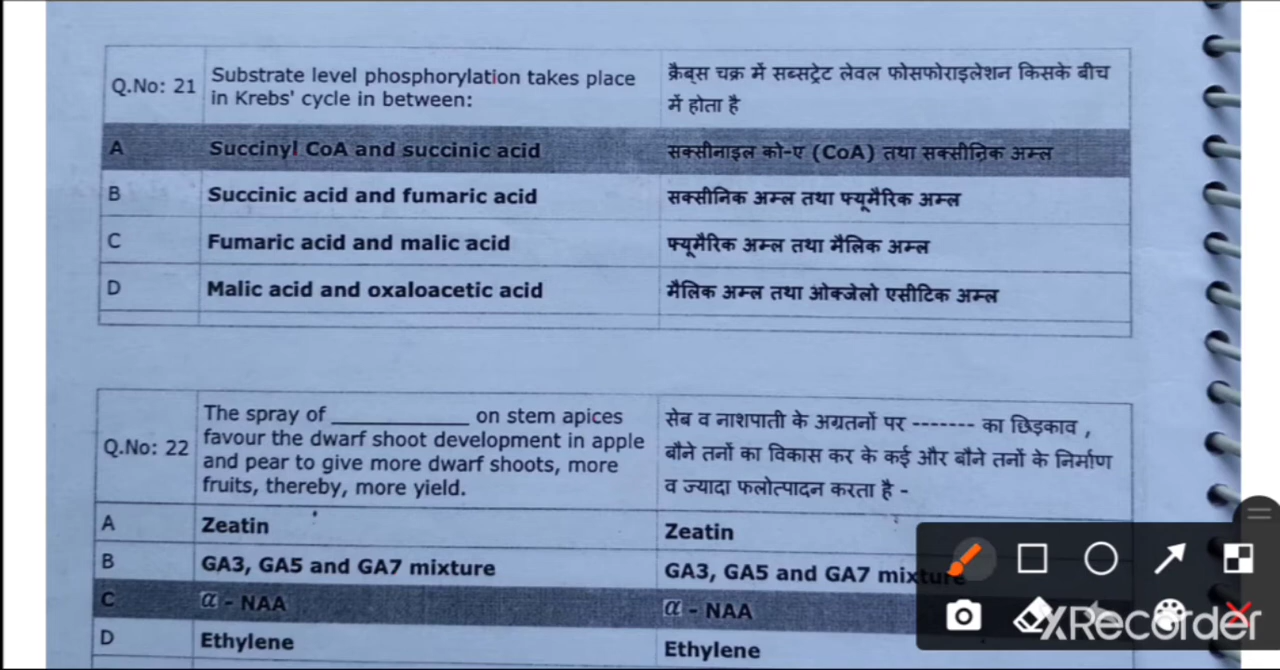 Q.No: 21
Substrate level phosphorylation takes place
in Krebs' cycle in between:
क्रैब्स चक्र में सब्सट्रेट लेवल फोसफोराइलेशन किसके बीच
में होता है
A Succinyl CoA and succinic acid सक्सीनाइल को-ए (CoA) तथा सक्सीनिक अम्ल
B Succinic acid and fumaric acid सक्सीनिक अम्ल तथा फ्यूमैरिक अम्ल
C Fumaric acid and malic acid फ्यूमैरिक अम्ल तथा मैलिक अम्ल
D Malic acid and oxaloacetic acid मैलिक अम्ल तथा ओक्जेलो एसीटिक अम्ल
Q.No: 22
The spray of ____________ on stem apices
favour the dwarf shoot development in apple
and pear to give more dwarf shoots, more
fruits, thereby, more yield.
सेब व नाशपाती के अग्रतनों पर ------- का छिड़काव ,
बौने तनों का विकास कर के कई और बौने तनों के निर्माण
व ज्यादा फलोत्पादन करता है -
A Zeatin Zeatin
B GA3, GA5 and GA7 mixture GA3, GA5 and GA7 mixture
C α - NAA α - NAA
D Ethylene Ethylene
XRecorder